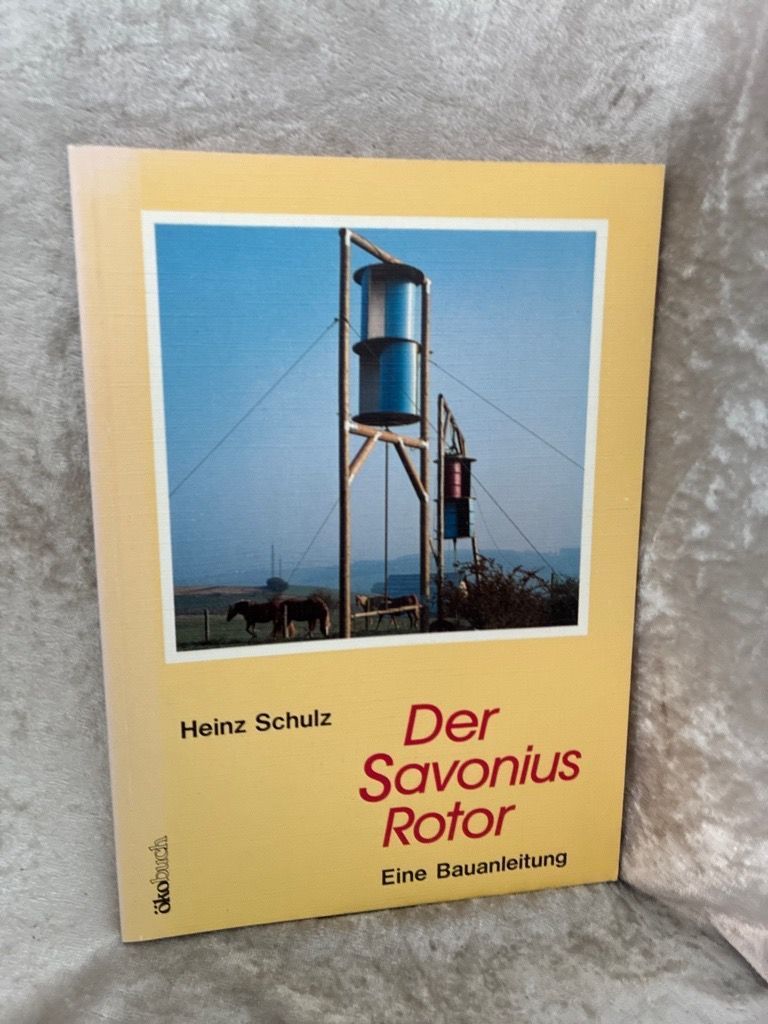 Heinz Schulz
Der
Savonius
Rotor
Eine Bauanleitung
ökobuch